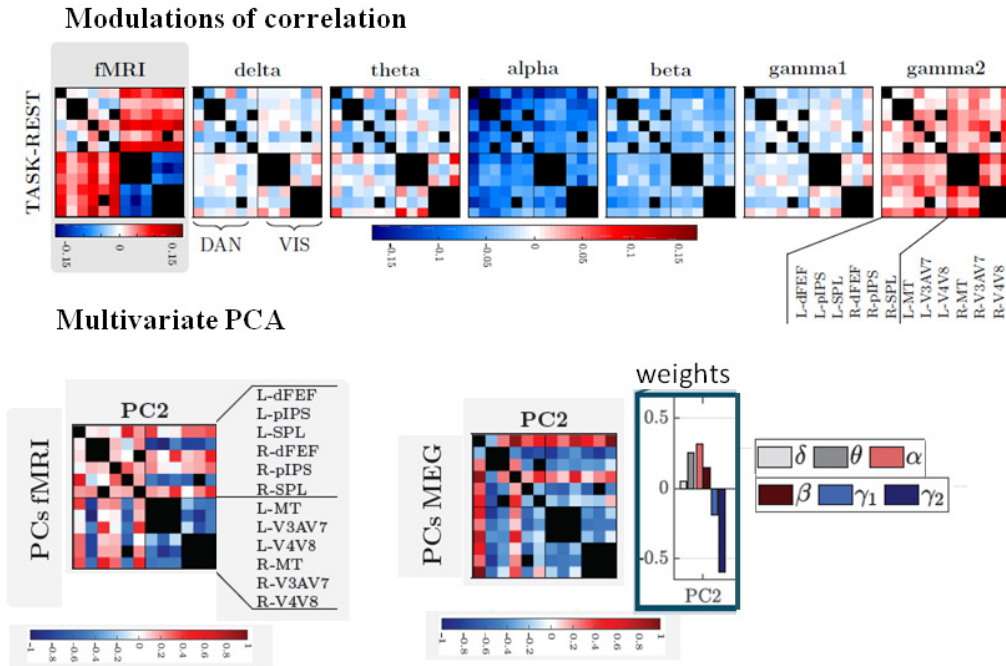 Modulations of correlation
fMRI
delta
theta
alpha
beta
gamma1
gamma2
TASK-REST
-0.15
0
0.15
DAN
VIS
-0.15
-0.1
-0.05
0
0.05
0.1
0.15
L-dFEF
L-pIPS
L-SPL
R-dFEF
R-pIPS
R-SPL
L-MT
L-V3AV7
L-V4V8
R-MT
R-V3AV7
R-V4V8
Multivariate PCA
PCs fMRI
PC2
L-dFEF
L-pIPS
L-SPL
R-dFEF
R-pIPS
R-SPL
L-MT
L-V3AV7
L-V4V8
R-MT
R-V3AV7
R-V4V8
-1
-0.8
-0.6
-0.4
-0.2
0
0.2
0.4
0.6
0.8
1
PCs MEG
PC2
-1
-0.8
-0.6
-0.4
-0.2
0
0.2
0.4
0.6
0.8
1
weights
0.5
0
-0.5
PC2
δ θ α
β γ1 γ2